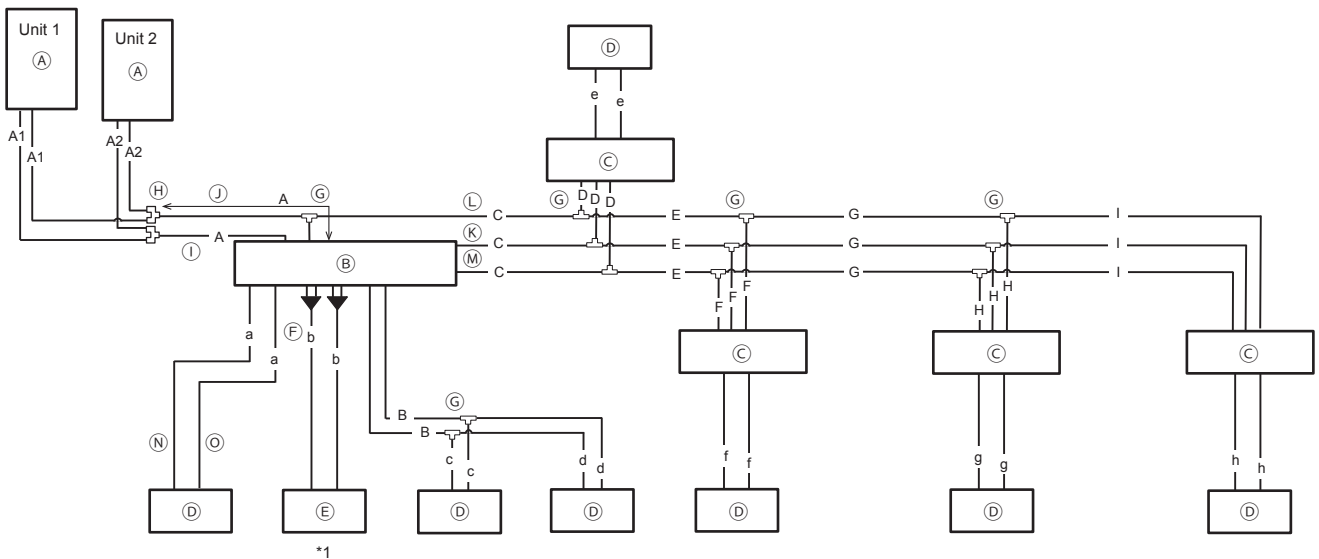 Unit 1
Ⓐ
Unit 2
Ⓐ
Ⓓ
e e
A1 A1
A2 A2
Ⓒ
Ⓗ Ⓙ A Ⓖ
Ⓛ Ⓖ D D D Ⓖ Ⓖ
C E G I
A Ⓚ C E G I
Ⓘ Ⓑ Ⓜ C E G I
F F F H H H
a a Ⓕ b b
Ⓒ Ⓒ Ⓒ
B Ⓖ
B
Ⓝ Ⓞ
c c d d f f g g h h
Ⓓ Ⓔ Ⓓ Ⓓ Ⓓ Ⓓ Ⓓ
*1